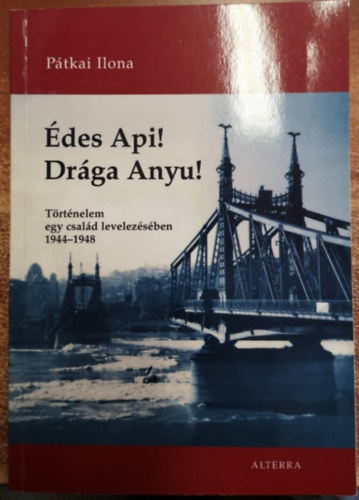 Pátkai Ilona
Édes Api!
Drága Anyu!
Történelem
egy család levelezésében
1944–1948
ALTERRA